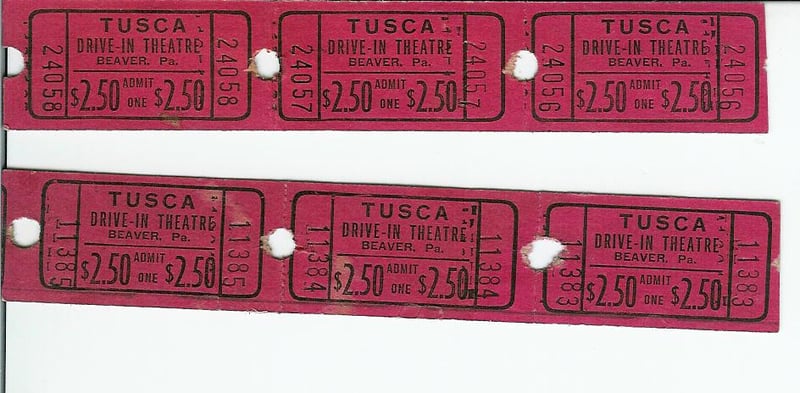 24058
TUSCA
DRIVE-IN THEATRE
BEAVER, Pa.
$2.50 ADMIT ONE $2.50
24058
24057
TUSCA
DRIVE-IN THEATRE
BEAVER, Pa.
$2.50 ADMIT ONE $2.50
24057
24056
TUSCA
DRIVE-IN THEATRE
BEAVER, Pa.
$2.50 ADMIT ONE $2.50
24056
11385
TUSCA
DRIVE-IN THEATRE
BEAVER, Pa.
$2.50 ADMIT ONE $2.50
11385
11384
TUSCA
DRIVE-IN THEATRE
BEAVER, Pa.
$2.50 ADMIT ONE $2.50
11384
11383
TUSCA
DRIVE-IN THEATRE
BEAVER, Pa.
$2.50 ADMIT ONE $2.50
11383